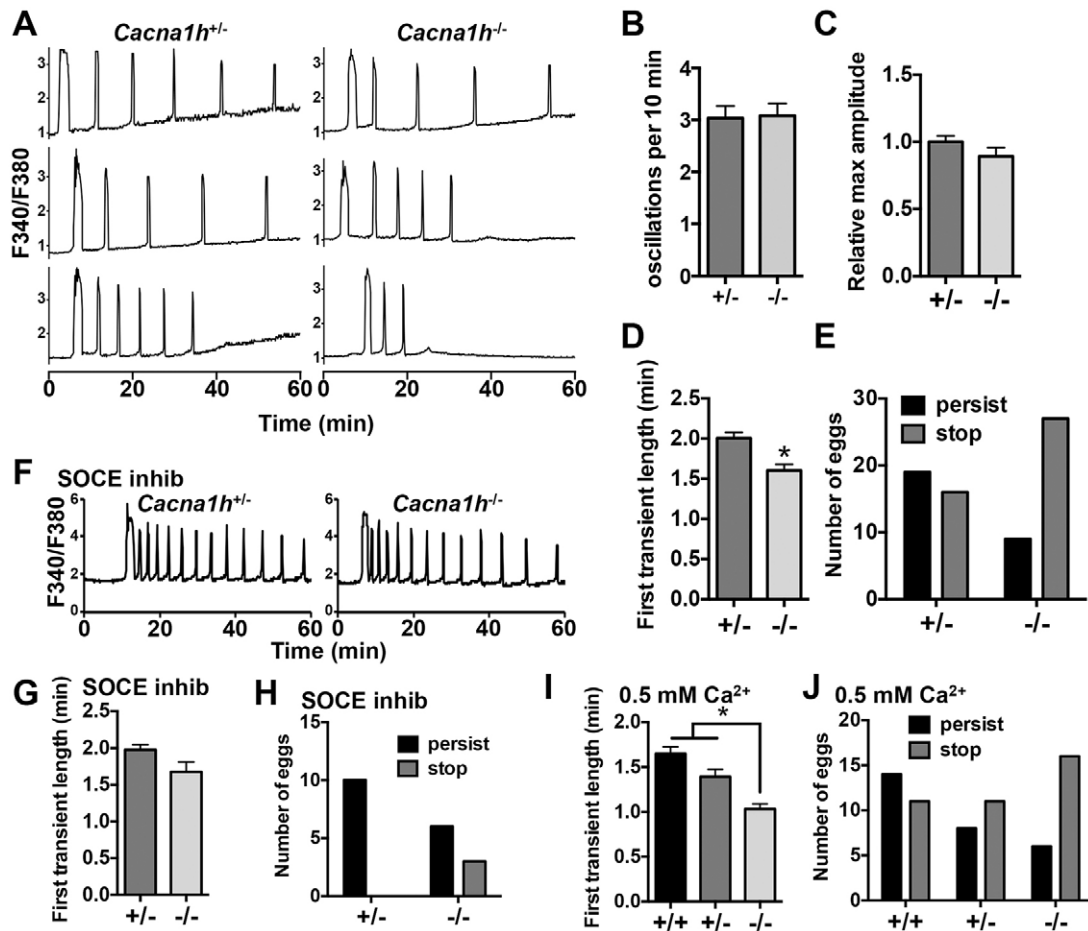 A
Cacna1h+/-
Cacna1h-/-
F340/F380
3
2
1
3
2
1
3
2
3
2
1
3
2
1
3
2
1
0
20
40
60
0
20
40
60
Time (min)
B
oscillations per 10 min
4
3
2
1
0
+/-
-/-
C
Relative max amplitude
1.5
1.0
0.5
0.0
+/-
-/-
D
First transient length (min)
2.5
2.0
1.5
1.0
0.5
0.0
*
+/-
-/-
E
Number of eggs
30
20
10
0
persist
stop
+/-
-/-
F
SOCE inhib
Cacna1h+/-
Cacna1h-/-
F340/F380
6
4
2
0
6
4
2
0
0
20
40
60
0
20
40
60
Time (min)
G
SOCE inhib
First transient length (min)
2.5
2.0
1.5
1.0
0.5
0.0
+/-
-/-
H
SOCE inhib
Number of eggs
15
10
5
0
persist
stop
+/-
-/-
I
0.5 mM Ca2+
First transient length (min)
2.0
1.5
1.0
0.5
0.0
*
+/+
+/-
-/-
J
0.5 mM Ca2+
Number of eggs
20
15
10
5
0
persist
stop
+/+
+/-
-/-